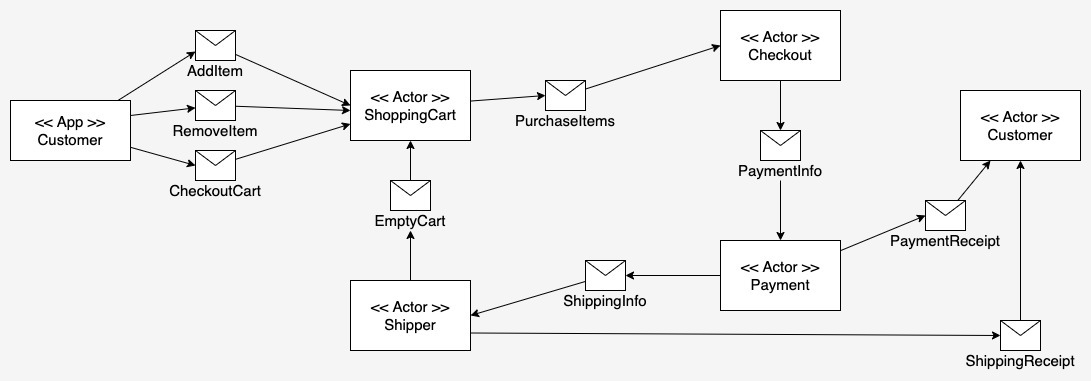 << App >>
Customer
AddItem
RemoveItem
CheckoutCart
<< Actor >>
ShoppingCart
PurchaseItems
<< Actor >>
Checkout
PaymentInfo
<< Actor >>
Customer
EmptyCart
PaymentReceipt
<< Actor >>
Payment
ShippingInfo
<< Actor >>
Shipper
ShippingReceipt